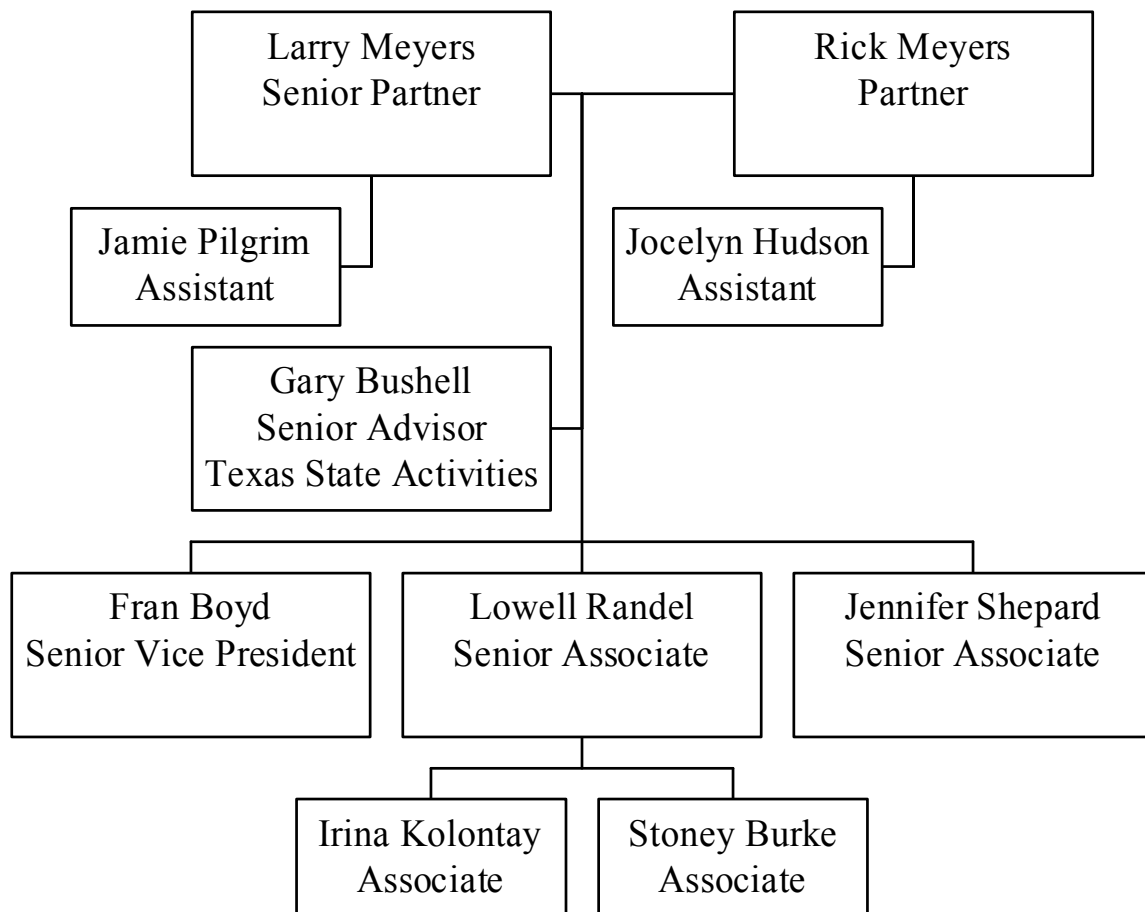 Larry Meyers
Senior Partner
Rick Meyers
Partner
Jamie Pilgrim
Assistant
Jocelyn Hudson
Assistant
Gary Bushell
Senior Advisor
Texas State Activities
Fran Boyd
Senior Vice President
Lowell Randel
Senior Associate
Jennifer Shepard
Senior Associate
Irina Kolontay
Associate
Stoney Burke
Associate